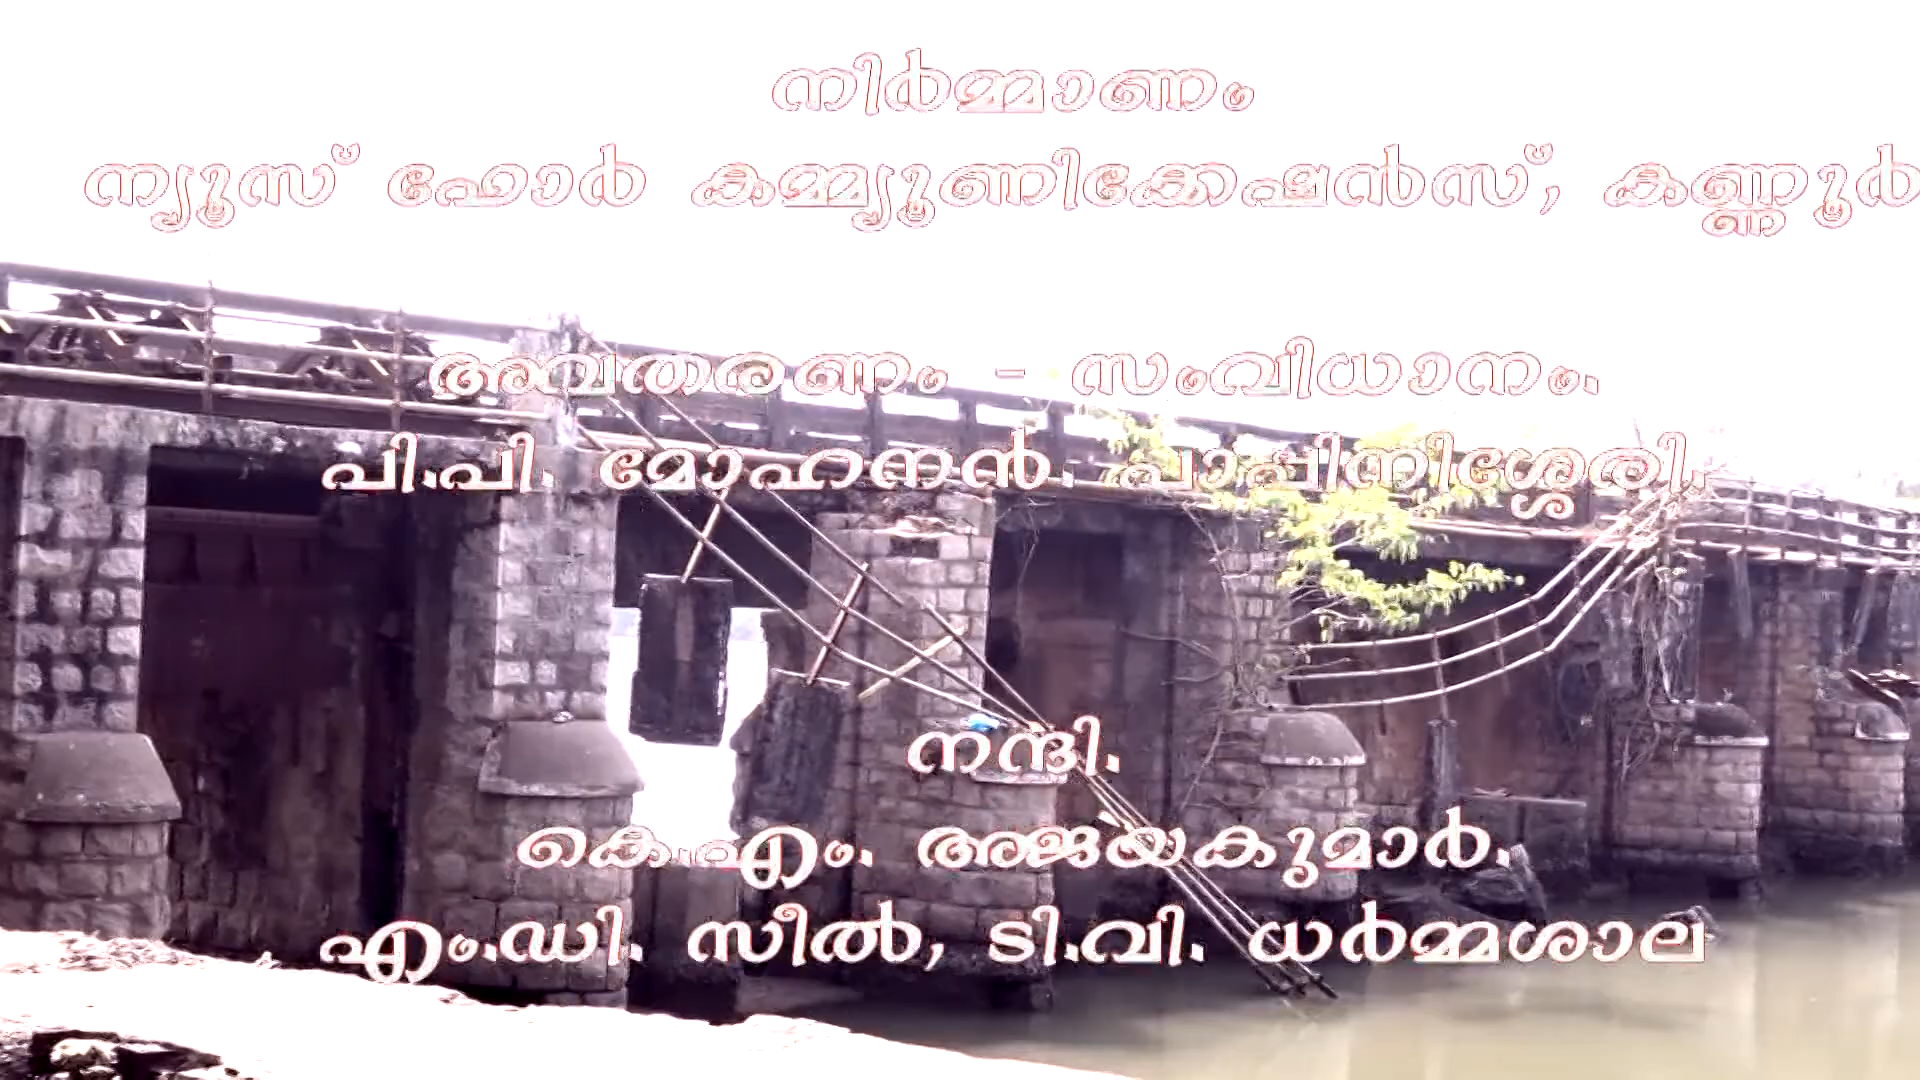 നിർമ്മാണം
ന്യൂസ് ഫോർ കമ്മ്യൂണിക്കേഷൻസ്, കണ്ണൂർ
അവതരണം - സംവിധാനം.
പി.പി. മോഹനൻ. പാപ്പിനിശ്ശേരി.
നന്ദി.
കെ.എം. അജയകുമാർ.
എം.ഡി. സീൽ, ടി.വി. ധർമ്മശാല